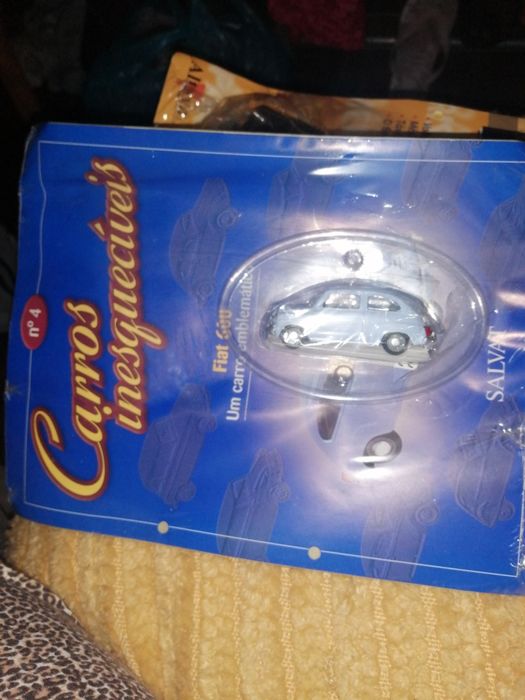 nº 4
Carros
inesquecíveis
Fiat 600
Um carro emblemático
SALVAT